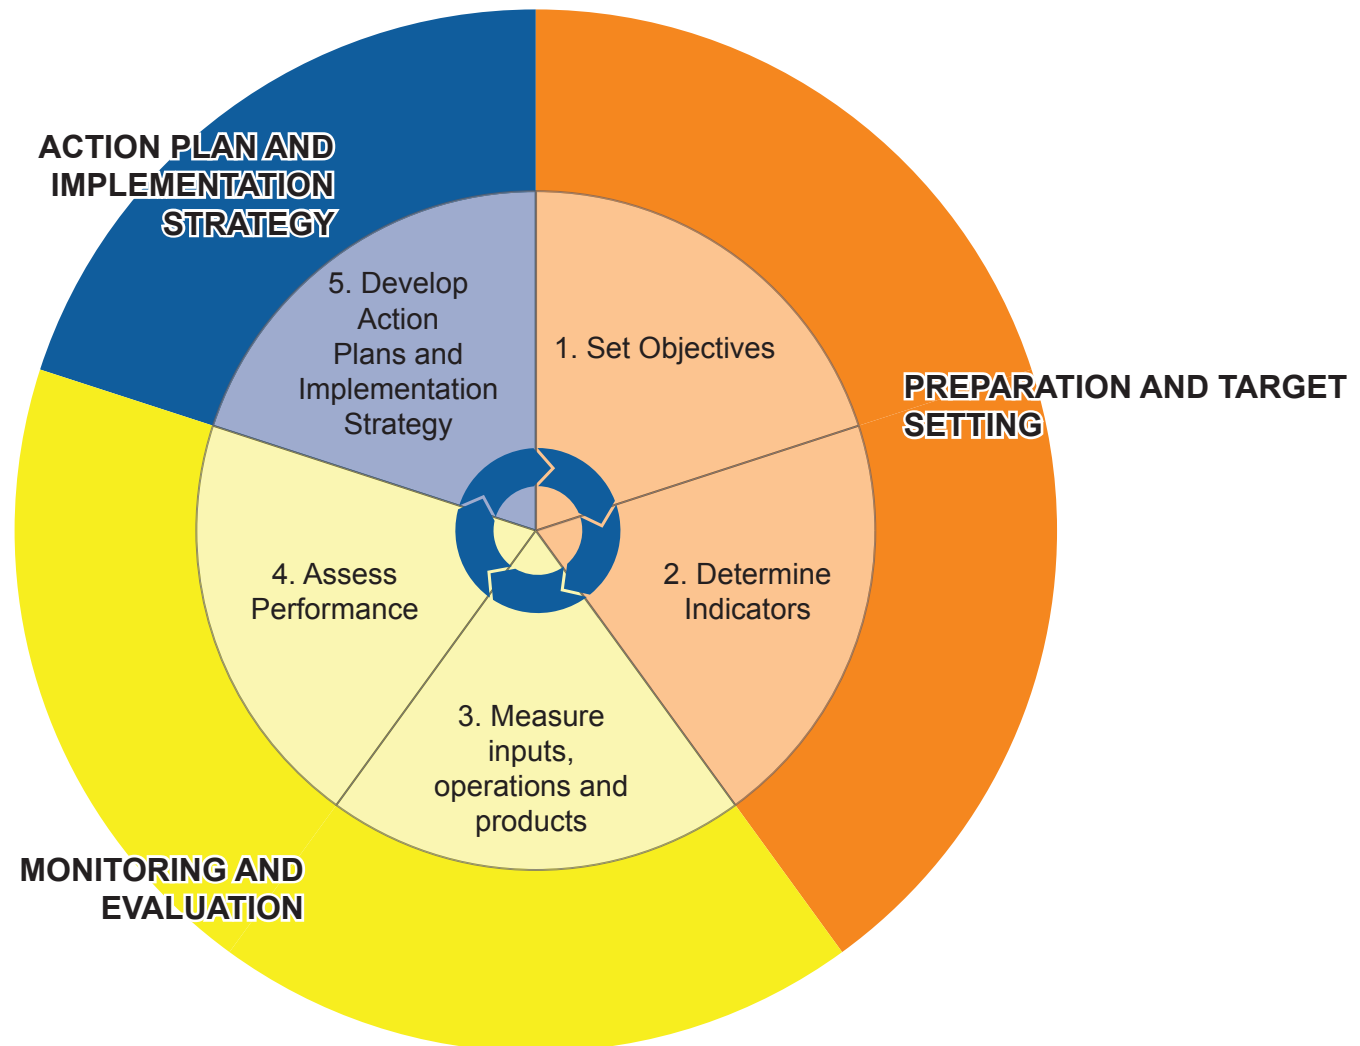 ACTION PLAN AND
IMPLEMENTATION
STRATEGY
5. Develop
Action
Plans and
Implementation
Strategy
1. Set Objectives
PREPARATION AND TARGET
SETTING
2. Determine
Indicators
4. Assess
Performance
3. Measure
inputs,
operations and
products
MONITORING AND
EVALUATION